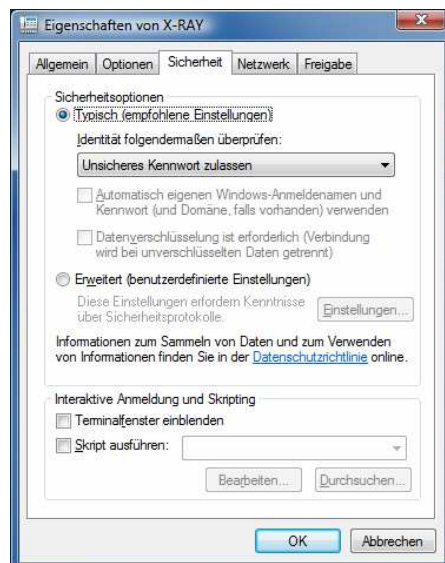 Eigenschaften von X-RAY
Allgemein
Optionen
Sicherheit
Netzwerk
Freigabe
Sicherheitsoptionen
Typisch (empfohlene Einstellungen)
Identität folgendermaßen überprüfen:
Unsicheres Kennwort zulassen
Automatisch eigenen Windows-Anmeldenamen und
Kennwort (und Domäne, falls vorhanden) verwenden
Datenverschlüsselung ist erforderlich (Verbindung
wird bei unverschlüsselten Daten getrennt)
Erweitert (benutzerdefinierte Einstellungen)
Diese Einstellungen erfordern Kenntnisse
über Sicherheitsprotokolle.
Einstellungen...
Informationen zum Sammeln von Daten und zum Verwenden
von Informationen finden Sie in der Datenschutzrichtlinie online.
Interaktive Anmeldung und Skripting
Terminalfenster einblenden
Skript ausführen:
Bearbeiten...
Durchsuchen...
OK
Abbrechen